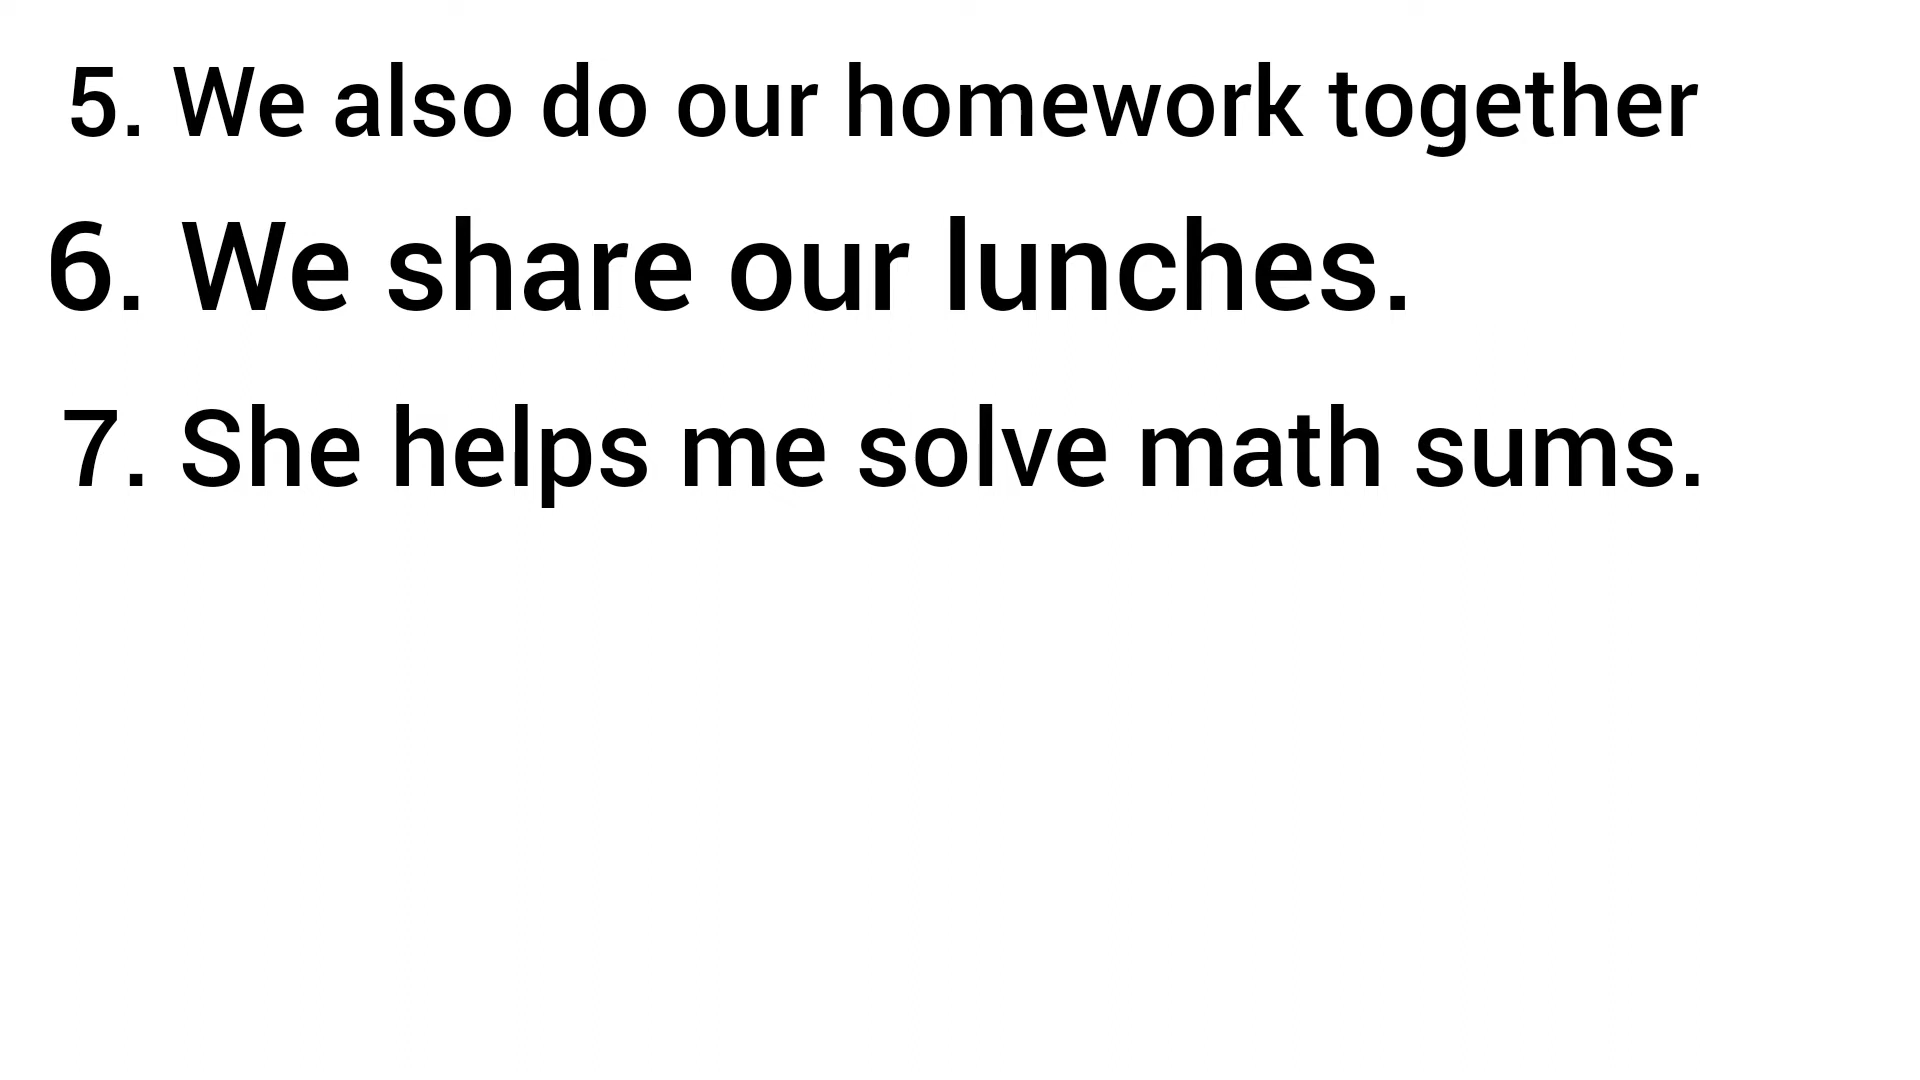 5. We also do our homework together
6. We share our lunches.
7. She helps me solve math sums.